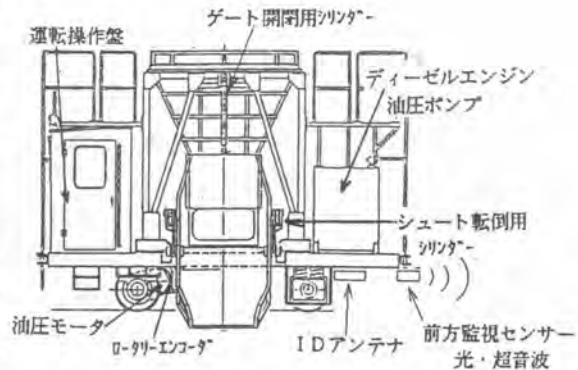 ゲート開閉用ｼﾘﾝﾀﾞｰ
運転操作盤
ディーゼルエンジン
油圧ポンプ
シュート転倒用
ｼﾘﾝﾀﾞｰ
油圧モータ
ﾛｰﾀﾘｰｴﾝｺｰﾀﾞ
ＩＤアンテナ
前方監視センサー
光・超音波